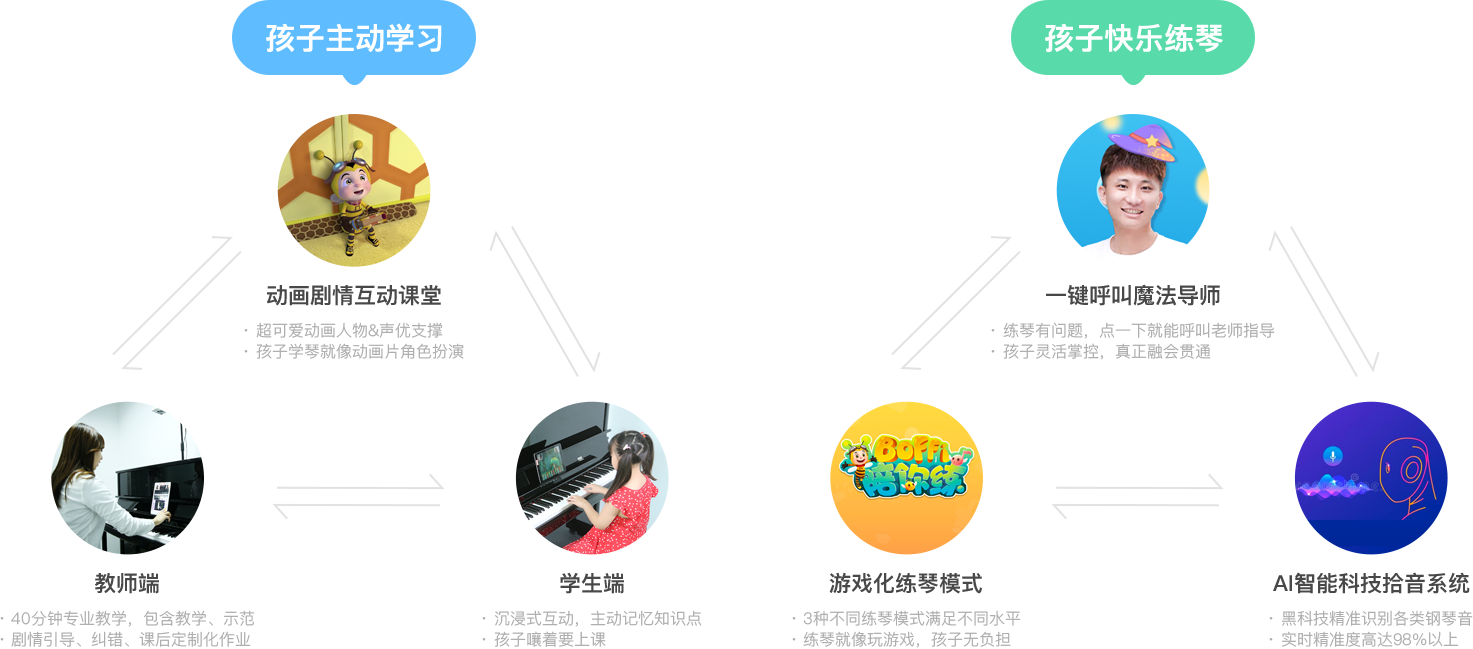 孩子主动学习
动画剧情互动课堂
· 超可爱动画人物&声优支撑
· 孩子学琴就像动画片角色扮演
教师端
· 40分钟专业教学，包含教学、示范
· 剧情引导、纠错、课后定制化作业
学生端
· 沉浸式互动，主动记忆知识点
· 孩子嚷着要上课
孩子快乐练琴
一键呼叫魔法导师
· 练琴有问题，点一下就能呼叫老师指导
· 孩子灵活掌控，真正融会贯通
BOFFI
陪你练
游戏化练琴模式
· 3种不同练琴模式满足不同水平
· 练琴就像玩游戏，孩子无负担
AI智能科技拾音系统
· 黑科技精准识别各类钢琴音
· 实时精准度高达98%以上